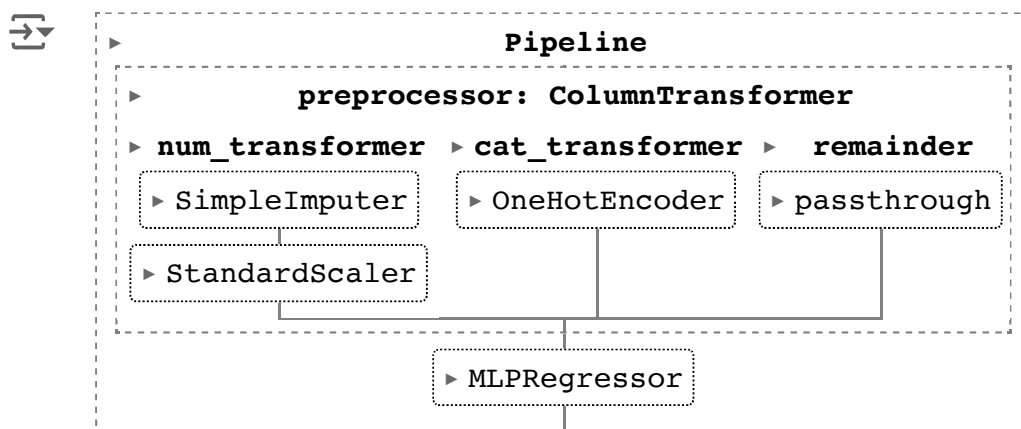 Pipeline
preprocessor: ColumnTransformer
num_transformer cat_transformer remainder
SimpleImputer OneHotEncoder passthrough
StandardScaler
MLPRegressor